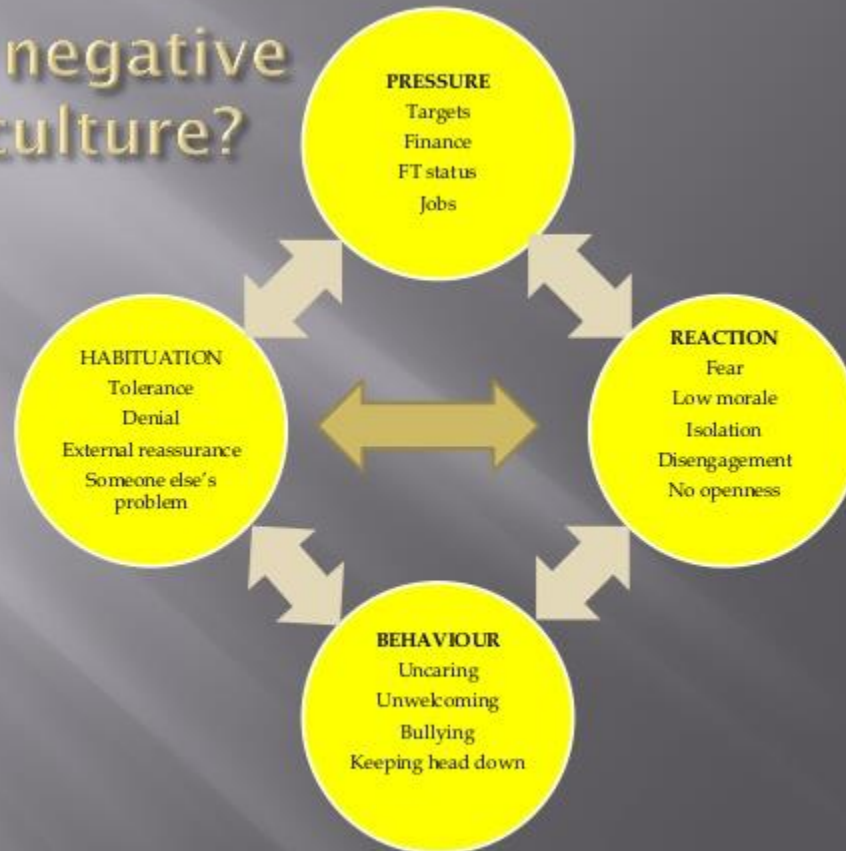 negative
culture?
PRESSURE
Targets
Finance
FT status
Jobs
HABITUATION
Tolerance
Denial
External reassurance
Someone else's
problem
REACTION
Fear
Low morale
Isolation
Disengagement
No openness
BEHAVIOUR
Uncaring
Unwelcoming
Bullying
Keeping head down